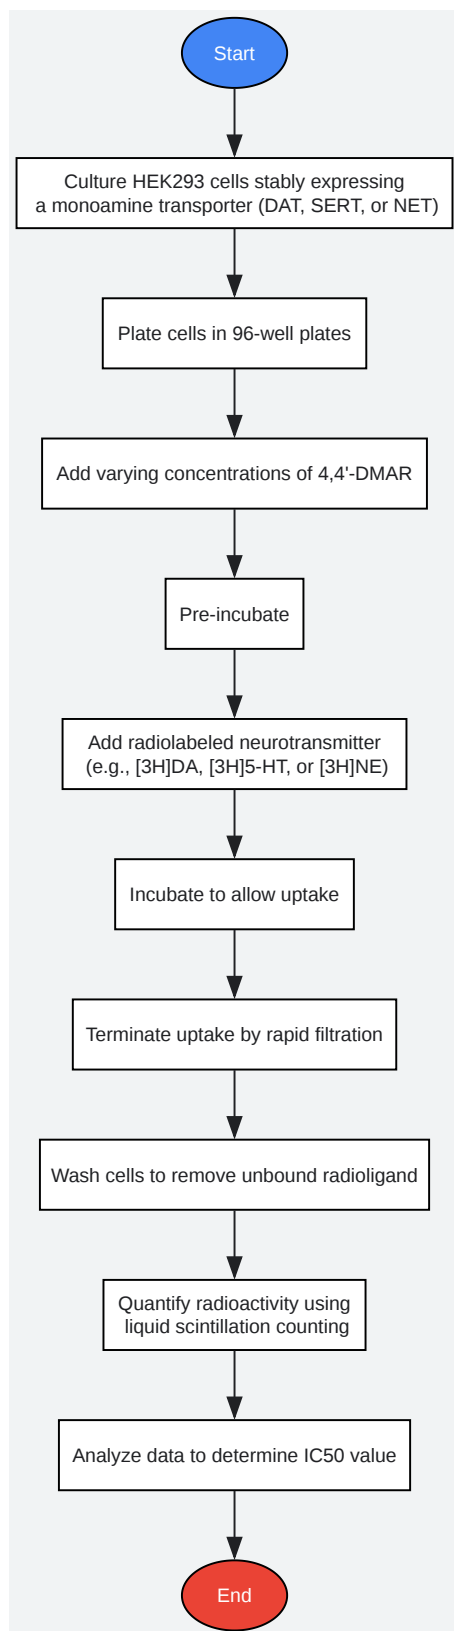 Start
Culture HEK293 cells stably expressing
a monoamine transporter (DAT, SERT, or NET)
Plate cells in 96-well plates
Add varying concentrations of 4,4'-DMAR
Pre-incubate
Add radiolabeled neurotransmitter
(e.g., [3H]DA, [3H]5-HT, or [3H]NE)
Incubate to allow uptake
Terminate uptake by rapid filtration
Wash cells to remove unbound radioligand
Quantify radioactivity using
liquid scintillation counting
Analyze data to determine IC50 value
End